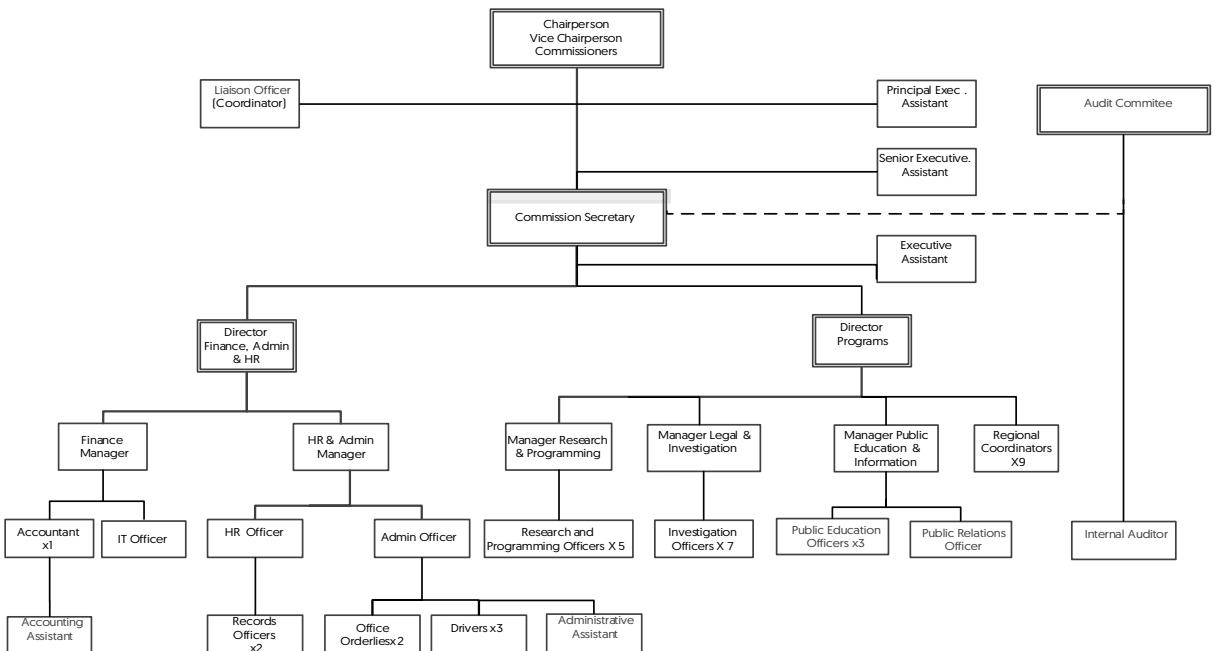 Chairperson
Vice Chairperson
Commissioners
Liaison Officer
(Coordinator)
Principal Exec .
Assistant
Audit Commitee
Senior Executive.
Assistant
Commission Secretary
Executive
Assistant
Director
Finance, Admin
& HR
Director
Programs
Finance
Manager
HR & Admin
Manager
Manager Research
& Programming
Manager Legal &
Investigation
Manager Public
Education &
Information
Regional
Coordinators
X9
Accountant
x1
IT Officer
HR Officer
Admin Officer
Research and
Programming Officers X 5
Investigation
Officers X 7
Public Education
Officers x3
Public Relations
Officer
Internal Auditor
Accounting
Assistant
Records
Officers
x2
Office
Orderliesx2
Drivers x3
Administrative
Assistant